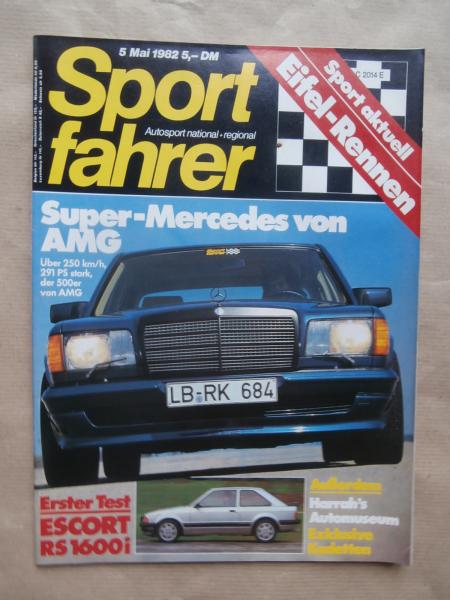 5 Mai 1982 5,– DM
Sport
fahrer
Autosport national · regional
C 2014 E
Sport aktuell
Eifel-Rennen
Super-Mercedes von
AMG
Über 250 km/h,
291 PS stark,
der 500er
von AMG
LB-RK 684
Erster Test
ESCORT
RS 1600i
Außerdem
Harrah's
Automuseum
Exklusive
Kadetten